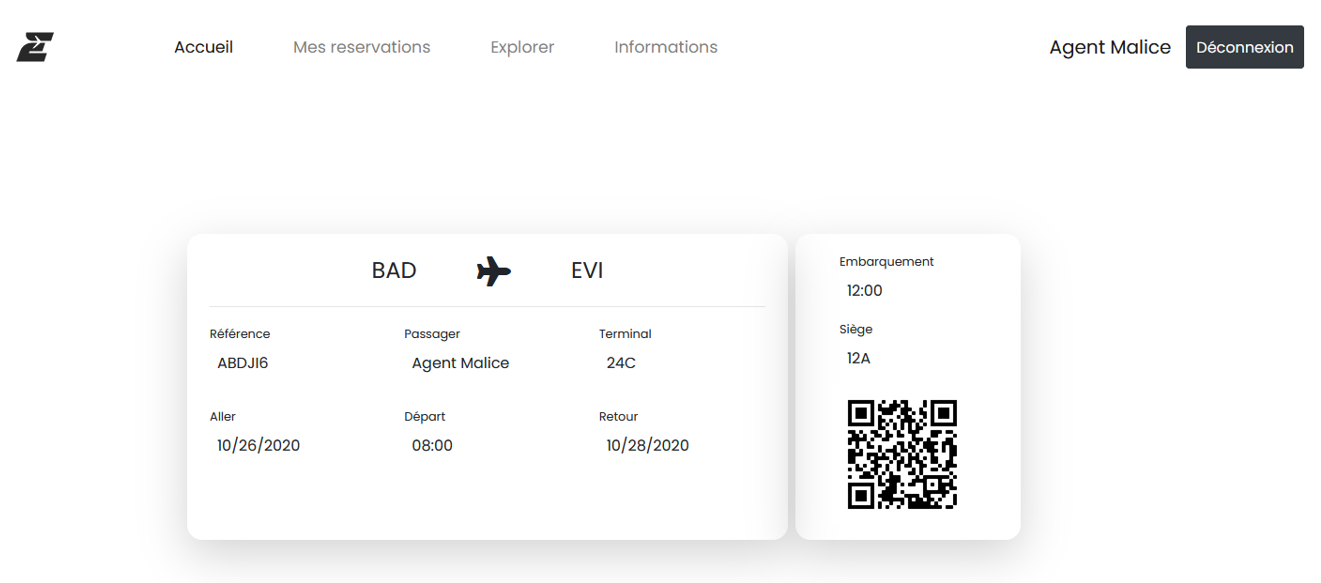 Accueil Mes reservations Explorer Informations Agent Malice Déconnexion
BAD EVI
Référence Passager Terminal
ABDJI6 Agent Malice 24C
Aller Départ Retour
10/26/2020 08:00 10/28/2020
Embarquement
12:00
Siège
12A